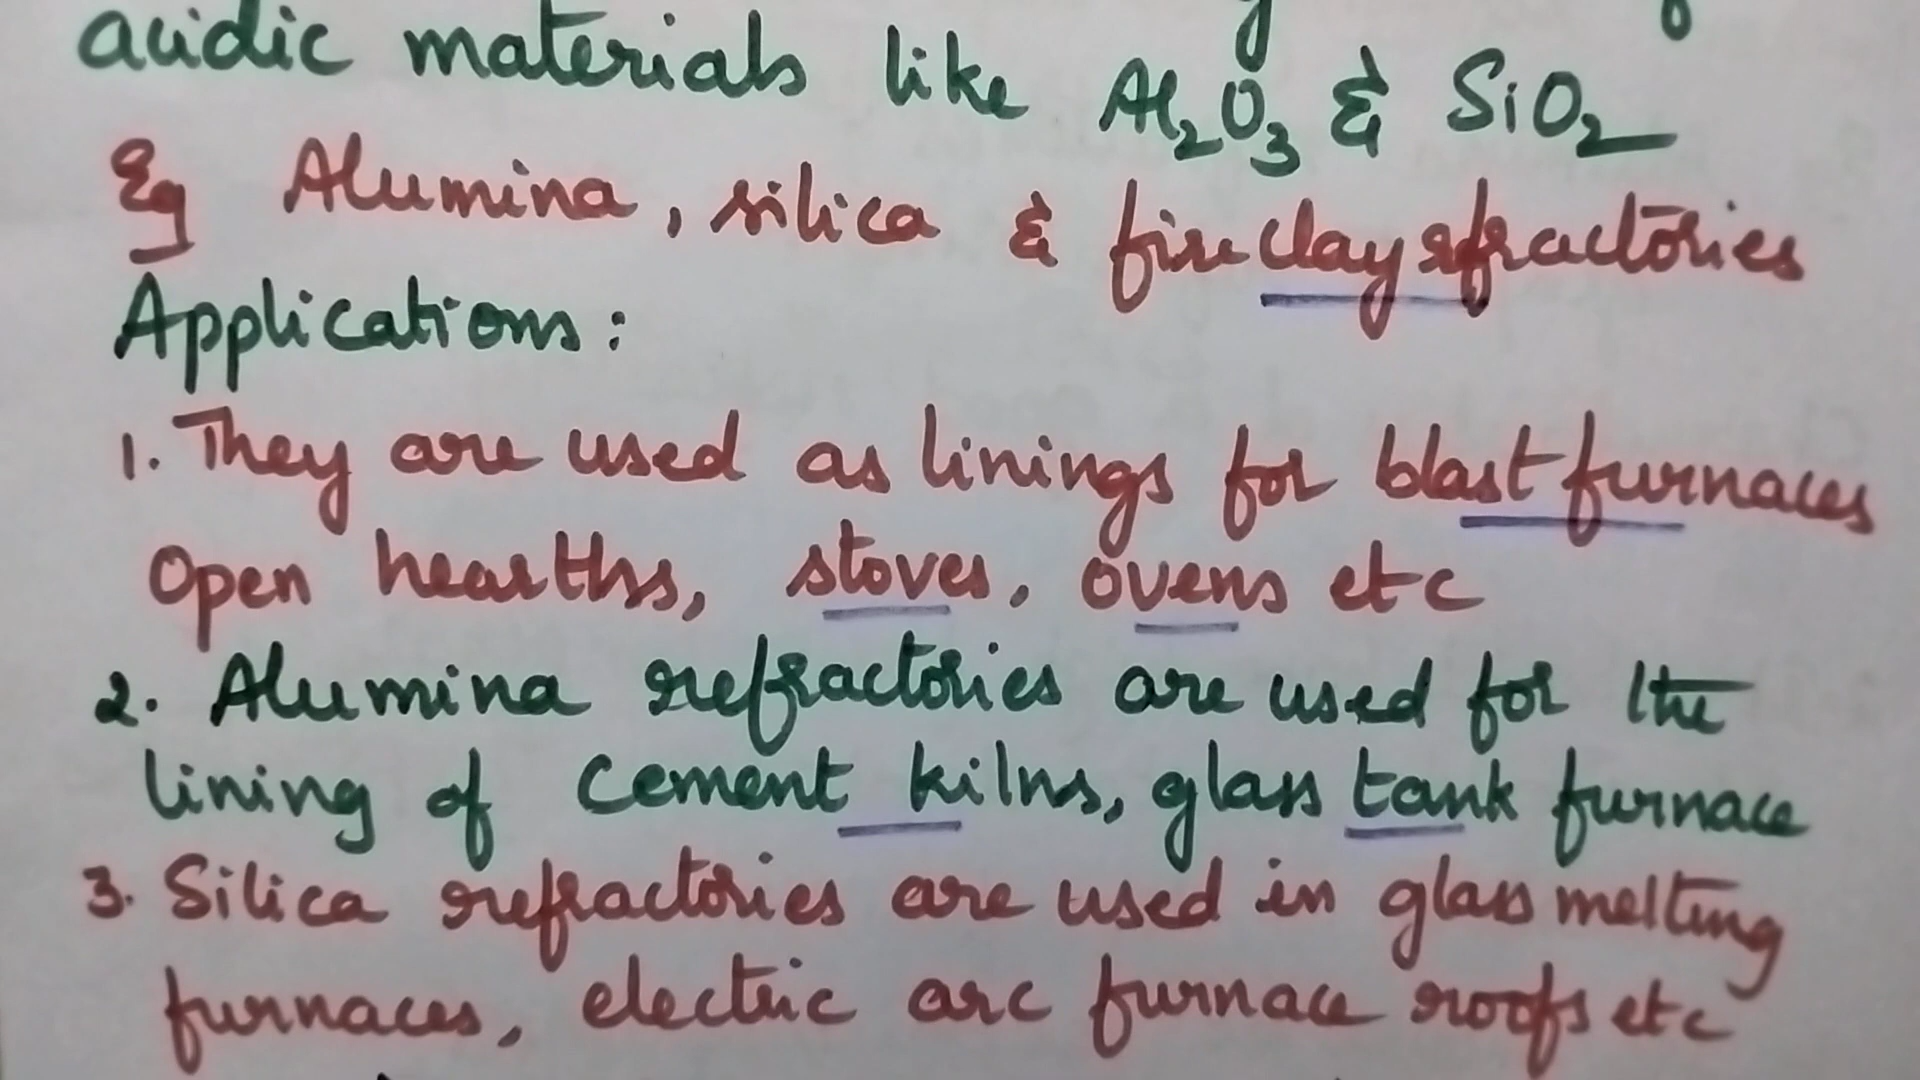 acidic materials like Al₂O₃ & SiO₂
Eg Alumina, silica & fireclay refractories
Applications:
1. They are used as linings for blast furnaces
Open hearths, stoves, ovens etc
2. Alumina refractories are used for the
lining of cement kilns, glass tank furnace
3. Silica refractories are used in glass melting
furnaces, electric arc furnace roofs etc